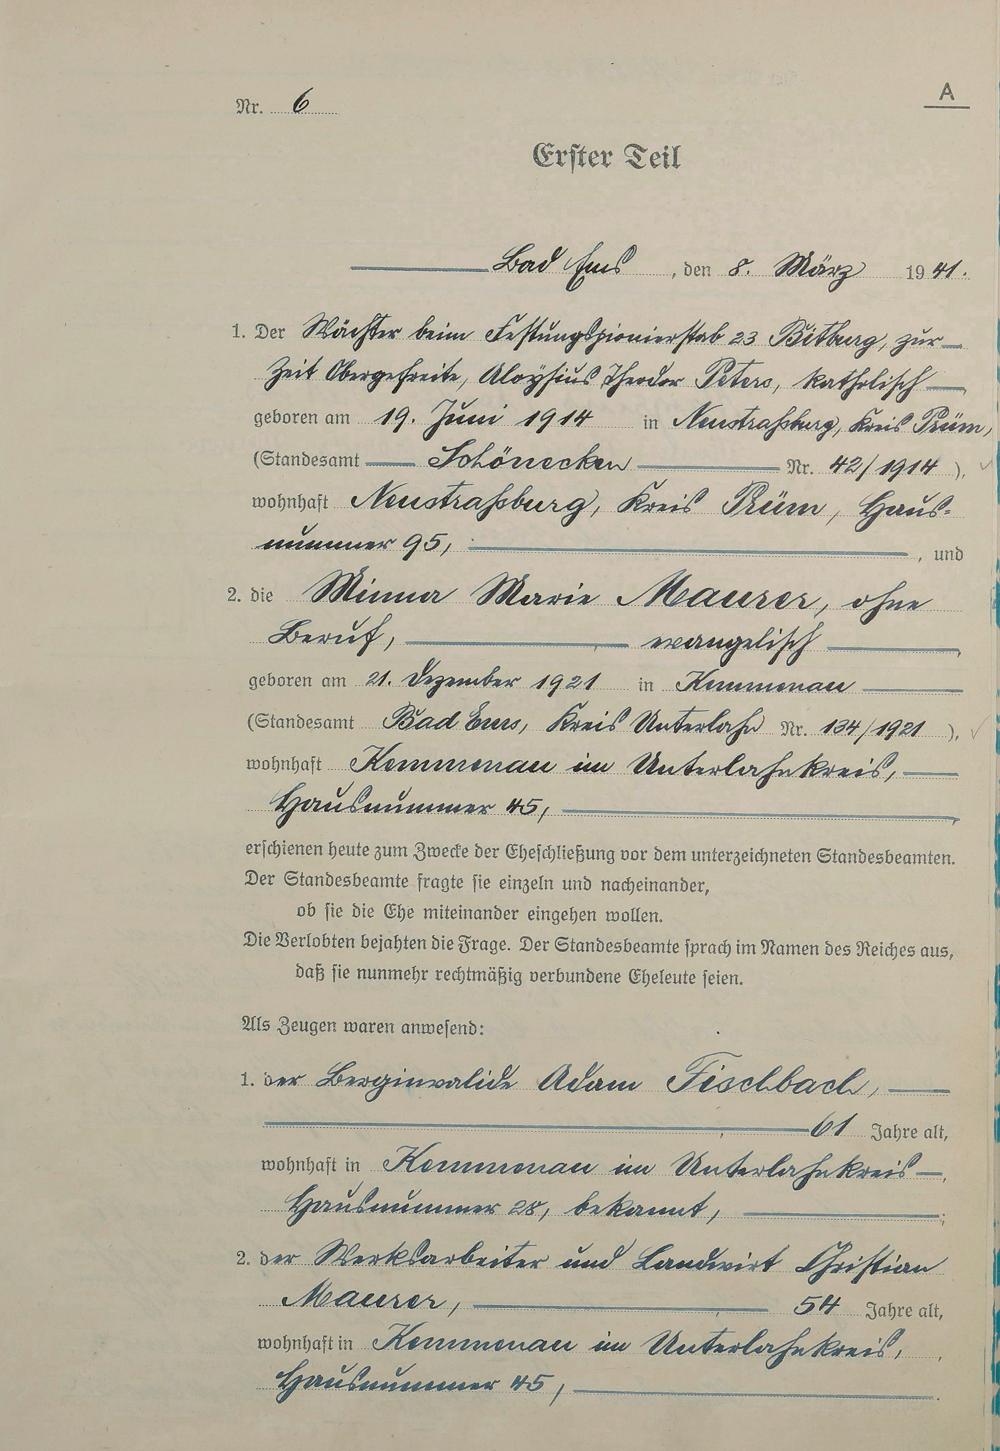 A
Nr. 6
Erster Teil
Bad Ems, den 8. März 1941.
1. Der Wächter beim Festungspionierstab 23 Bitburg, zur
Zeit Obergefreite, Aloÿsius Theodor Peters, katholisch
geboren am 19. Juni 1914 in Neustraßburg, Kreis Prüm,
(Standesamt Schönecken Nr. 42/1914),
wohnhaft Neustraßburg, Kreis Prüm, Haus-
nummer 95, , und
2. die Minna Marie Maurer, ohne
Beruf, evangelisch ,
geboren am 21. Dezember 1921 in Kemmenau
(Standesamt Bad Ems, Kreis Unterlahn Nr. 134/1921),
wohnhaft Kemmenau im Unterlahnkreis,
Hausnummer 45,
erschienen heute zum Zwecke der Eheschließung vor dem unterzeichneten Standesbeamten.
Der Standesbeamte fragte sie einzeln und nacheinander,
ob sie die Ehe miteinander eingehen wollen.
Die Verlobten bejahten die Frage. Der Standesbeamte sprach im Namen des Reiches aus,
daß sie nunmehr rechtmäßig verbundene Eheleute seien.
Als Zeugen waren anwesend:
1. der Berginvalide Adam Fischbach,
61 Jahre alt,
wohnhaft in Kemmenau im Unterlahnkreis,
Hausnummer 28, bekannt, ;
2. der Werksarbeiter und Landwirt Christian
Maurer, 54 Jahre alt,
wohnhaft in Kemmenau im Unterlahnkreis,
Hausnummer 45, .